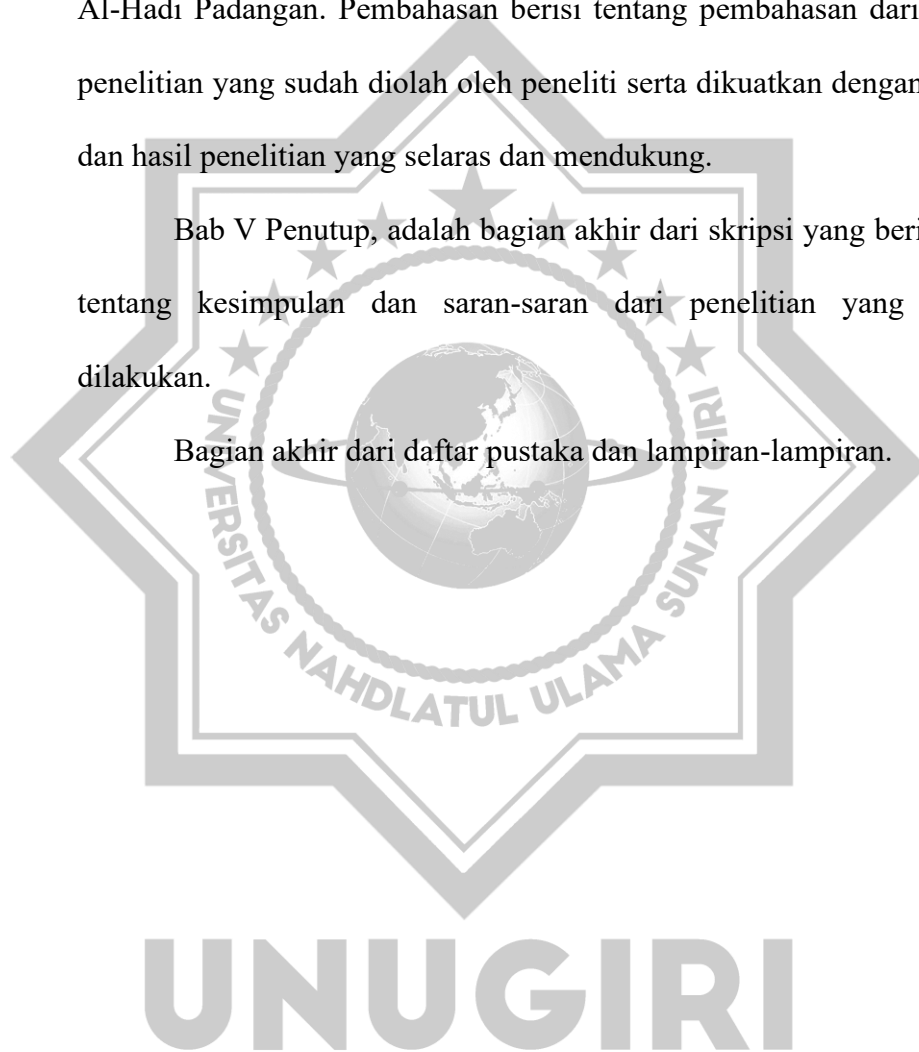 Al-Hadi Padangan. Pembahasan berisi tentang pembahasan dari
penelitian yang sudah diolah oleh peneliti serta dikuatkan dengan
dan hasil penelitian yang selaras dan mendukung.
Bab V Penutup, adalah bagian akhir dari skripsi yang beri
tentang kesimpulan dan saran-saran dari penelitian yang
dilakukan.
Bagian akhir dari daftar pustaka dan lampiran-lampiran.
UNIVERSITAS NAHDLATUL ULAMA SUNAN GIRI
UNUGIRI